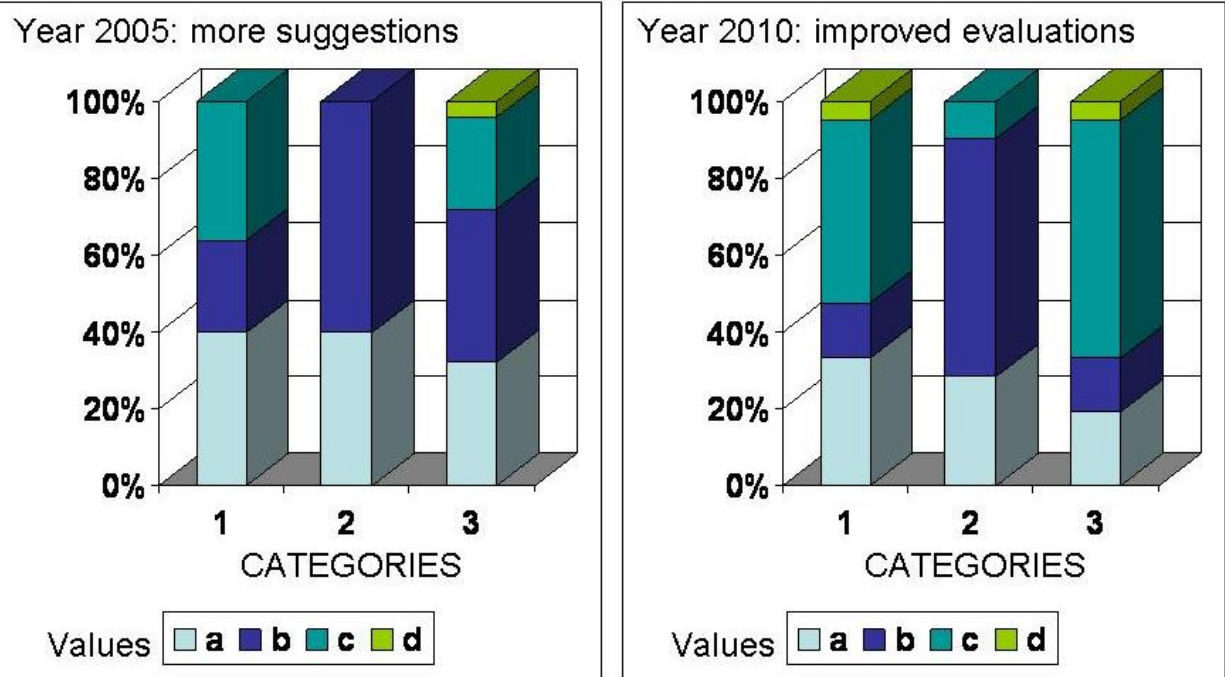 Year 2005: more suggestions
100%
80%
60%
40%
20%
0%
1 2 3
CATEGORIES
Values a b c d
Year 2010: improved evaluations
100%
80%
60%
40%
20%
0%
1 2 3
CATEGORIES
Values a b c d